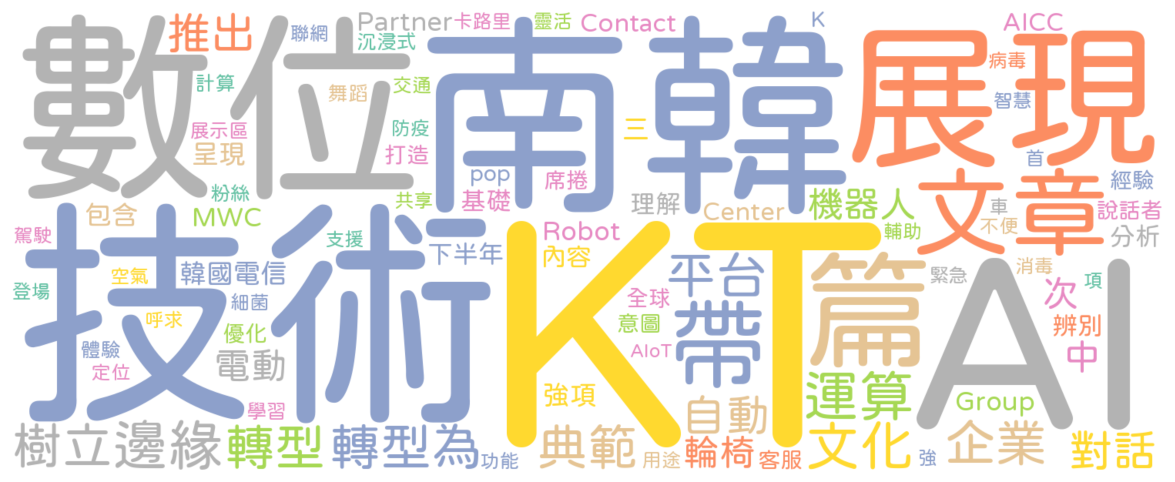 數位
南韓
展現
推出
聯網
Partner
卡路里
靈活
Contact
K
AICC
沉浸式
病毒
計算
舞蹈
交通
智慧
三
展示區
防疫
呈現
打造
首
pop
席捲
經驗
粉絲
共享
基礎
理解
機器人
文章
車
說話者
包含
MWC
Center
輔助
不便
分析
駕駛
支援
下半年
Robot
內容
技術
KT
AI
韓國電信
空氣
平台
篇
緊急
消毒
項
登場
細菌
全球
帶
次
呼求
優化
意圖
辨別
體驗
電動
AIoT
中
定位
強項
運算
學習
自動
Group
樹立邊緣
轉型
轉型為
功能
典範
用途
輪椅
客服
文化
強
企業
對話